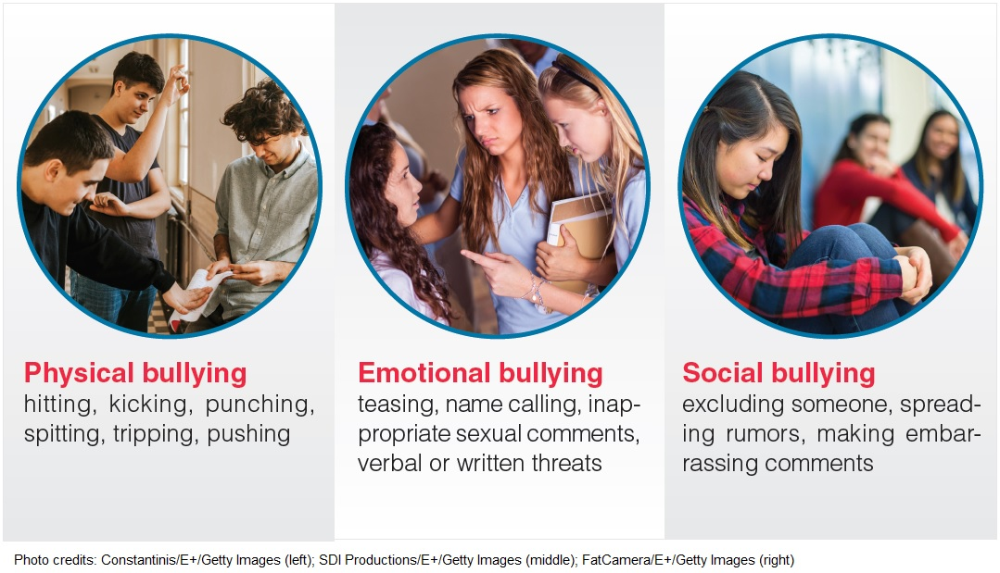 Physical bullying
hitting, kicking, punching,
spitting, tripping, pushing
Emotional bullying
teasing, name calling, inap-
propriate sexual comments,
verbal or written threats
Social bullying
excluding someone, spread-
ing rumors, making embar-
rassing comments
Photo credits: Constantinis/E+/Getty Images (left); SDI Productions/E+/Getty Images (middle); FatCamera/E+/Getty Images (right)